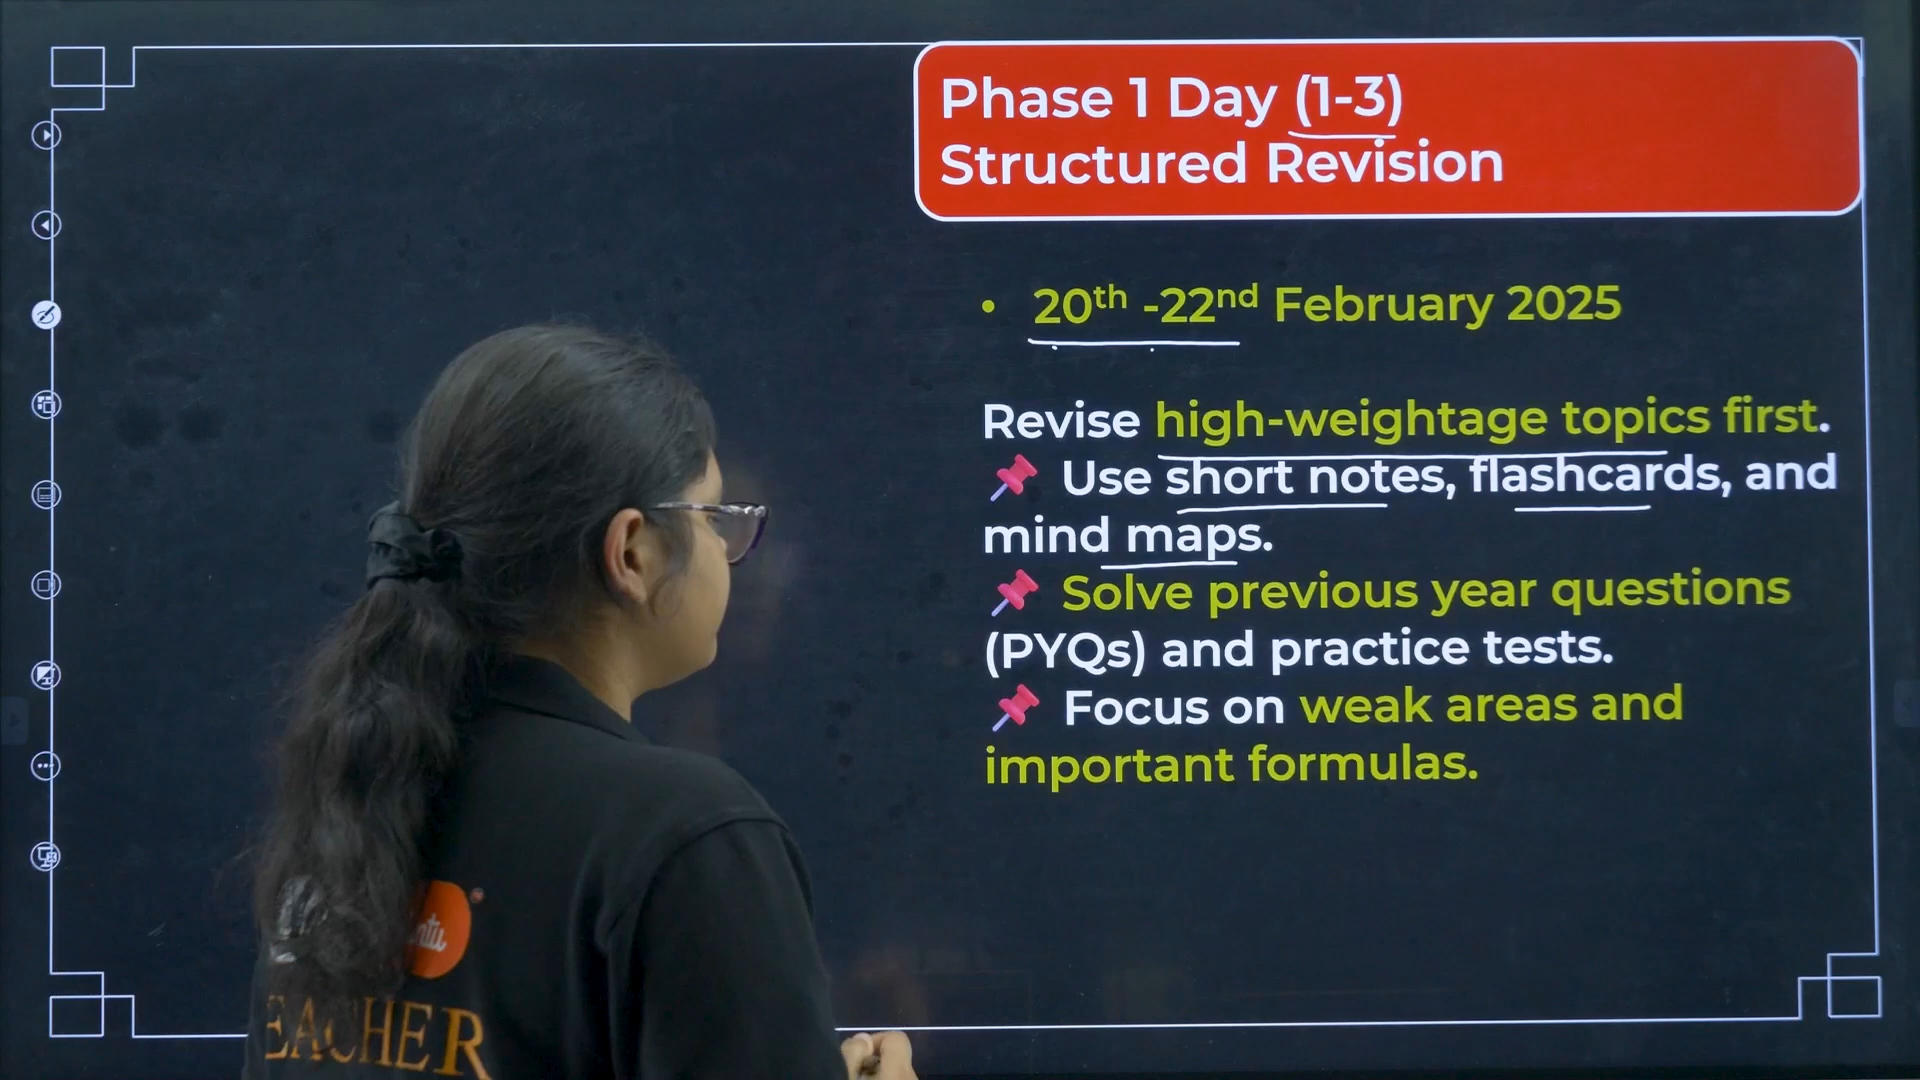 Phase 1 Day (1-3)
Structured Revision
• 20th -22nd February 2025
Revise high-weightage topics first.
📌 Use short notes, flashcards, and
mind maps.
📌 Solve previous year questions
(PYQs) and practice tests.
📌 Focus on weak areas and
important formulas.
ntu
EACHER